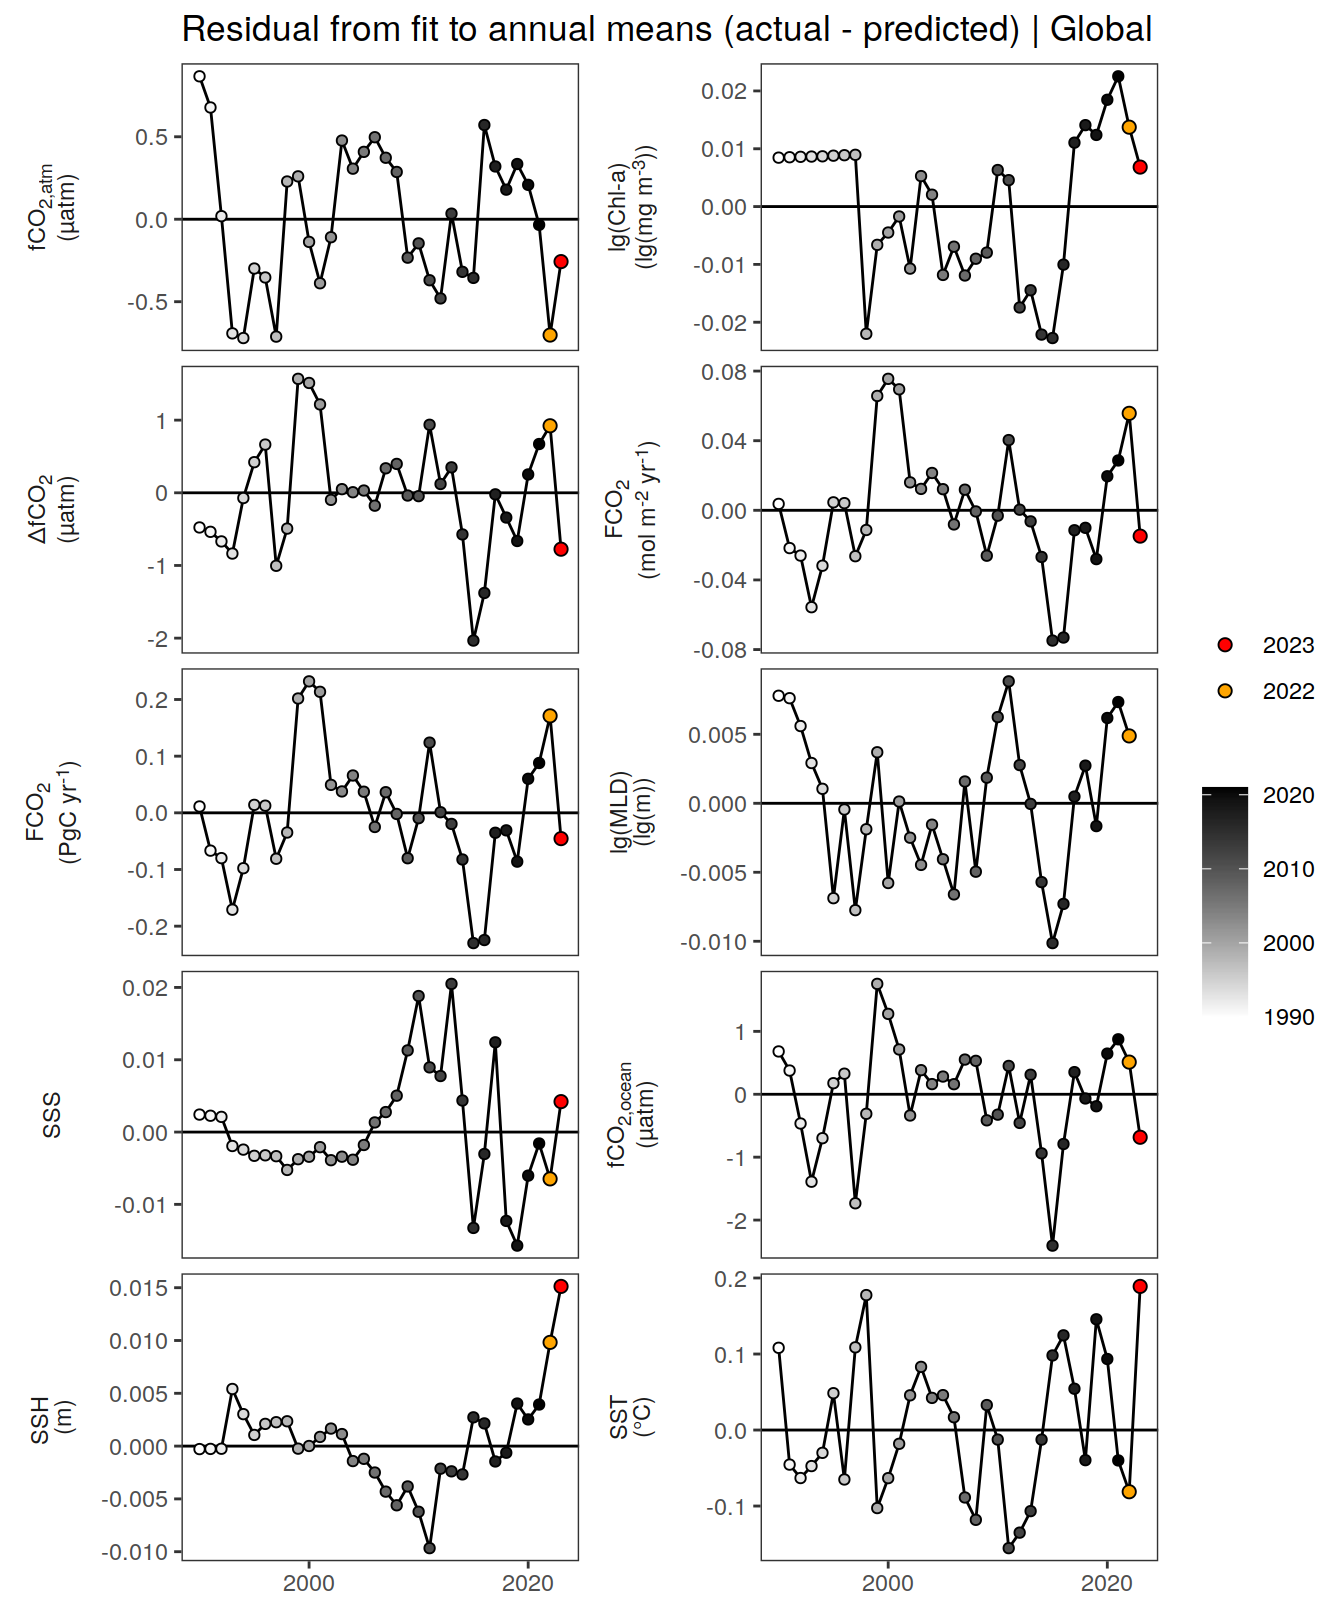 Residual from fit to annual means (actual - predicted) | Global
fCO2,atm
(µatm)
0.5
0.0
-0.5
lg(Chl-a)
(lg(mg m-3))
0.02
0.01
0.00
-0.01
-0.02
ΔfCO2
(µatm)
1
0
-1
-2
FCO2
(mol m-2 yr-1)
0.08
0.04
0.00
-0.04
-0.08
FCO2
(PgC yr-1)
0.2
0.1
0.0
-0.1
-0.2
lg(MLD)
(lg(m))
0.005
0.000
-0.005
-0.010
SSS
0.02
0.01
0.00
-0.01
fCO2,ocean
(µatm)
1
0
-1
-2
SSH
(m)
0.015
0.010
0.005
0.000
-0.005
-0.010
2000
2020
SST
(°C)
0.2
0.1
0.0
-0.1
2000
2020
2023
2022
2020
2010
2000
1990